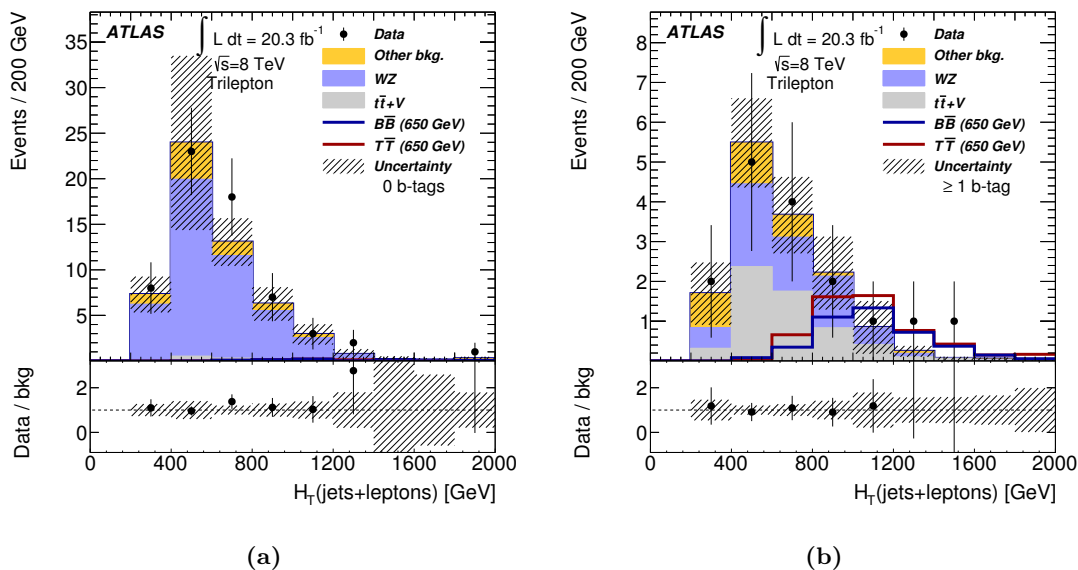 ATLAS
∫ L dt = 20.3 fb⁻¹
√s=8 TeV
Trilepton
Data
Other bkg.
WZ
tt̄+V
BB̄ (650 GeV)
TT̄ (650 GeV)
Uncertainty
0 b-tags
Events / 200 GeV
35
30
25
20
15
10
5
Data / bkg
2
0
0 400 800 1200 1600 2000
H_T(jets+leptons) [GeV]
(a)
ATLAS
∫ L dt = 20.3 fb⁻¹
√s=8 TeV
Trilepton
Data
Other bkg.
WZ
tt̄+V
BB̄ (650 GeV)
TT̄ (650 GeV)
Uncertainty
≥ 1 b-tag
Events / 200 GeV
8
7
6
5
4
3
2
1
Data / bkg
2
0
0 400 800 1200 1600 2000
H_T(jets+leptons) [GeV]
(b)